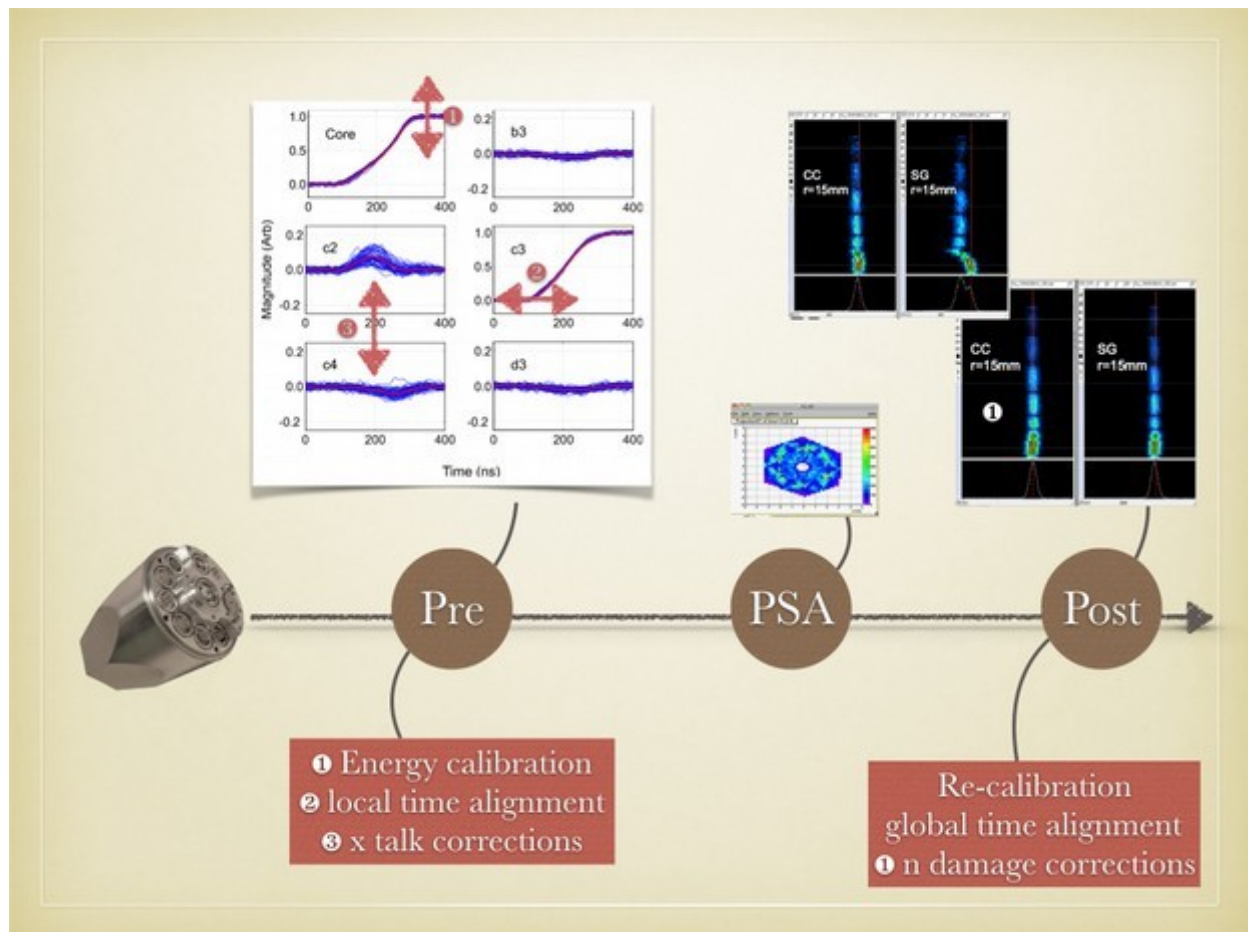 1.0
Core
0.5
0.0
0 200 400
❶
0.2
b3
0.0
-0.2
0 200 400
Magnitude (Arb)
0.2
c2
0.0
-0.2
1.0
c3
0.5
0.0
0 200 400
❷
❸
0.2
c4
0.0
-0.2
0 200 400
0.2
d3
0.0
-0.2
0 200 400
Time (ns)
CC
r=15mm
SG
r=15mm
CC
r=15mm
❶
SG
r=15mm
Pre
PSA
Post
❶ Energy calibration
❷ local time alignment
❸ x talk corrections
Re-calibration
global time alignment
❶ n damage corrections